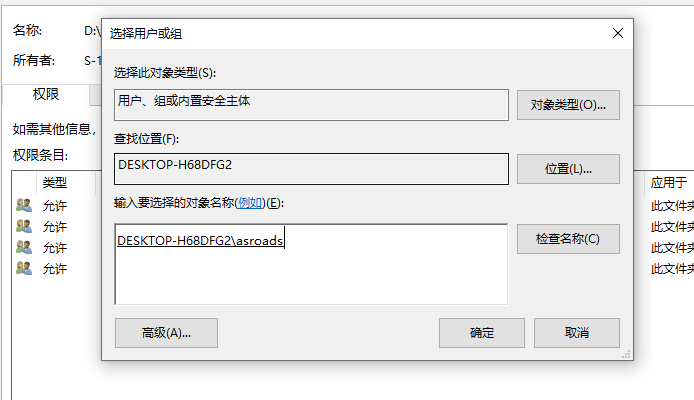 选择用户或组
名称: D:\
所有者: S-1
权限
如需其他信息,
权限条目:
类型 应用于
允许 此文件夹
允许 此文件夹
允许 此文件夹
允许 此文件夹
选择此对象类型(S):
用户、组或内置安全主体
对象类型(O)...
查找位置(F):
DESKTOP-H68DFG2
位置(L)...
输入要选择的对象名称(例如)(E):
DESKTOP-H68DFG2\asroads
检查名称(C)
高级(A)...
确定
取消